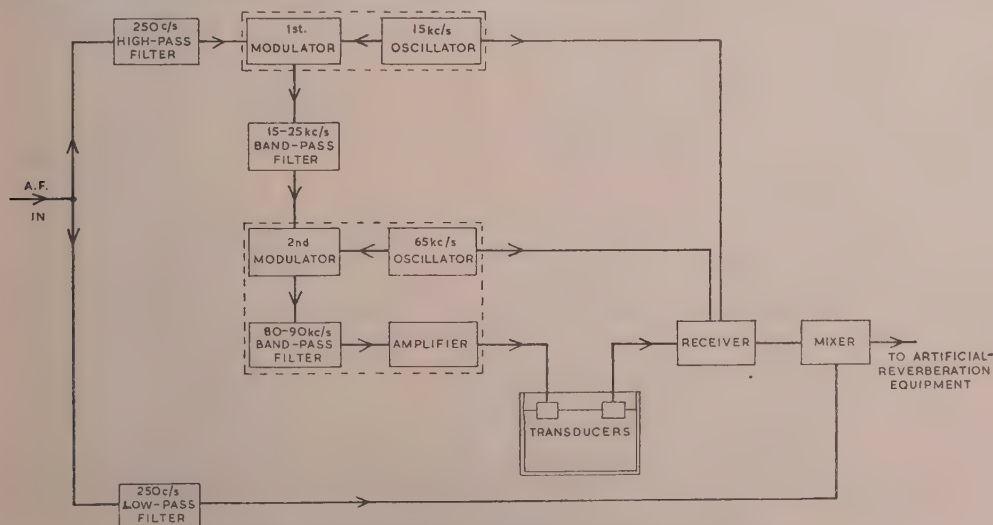 250c/s
HIGH-PASS
FILTER
1st.
MODULATOR
15kc/s
OSCILLATOR
15-25kc/s
BAND-PASS
FILTER
A.F.
IN
2nd
MODULATOR
65kc/s
OSCILLATOR
80-90kc/s
BAND-PASS
FILTER
AMPLIFIER
RECEIVER
MIXER
TO ARTIFICIAL-
REVERBERATION
EQUIPMENT
TRANSDUCERS
250c/s
LOW-PASS
FILTER